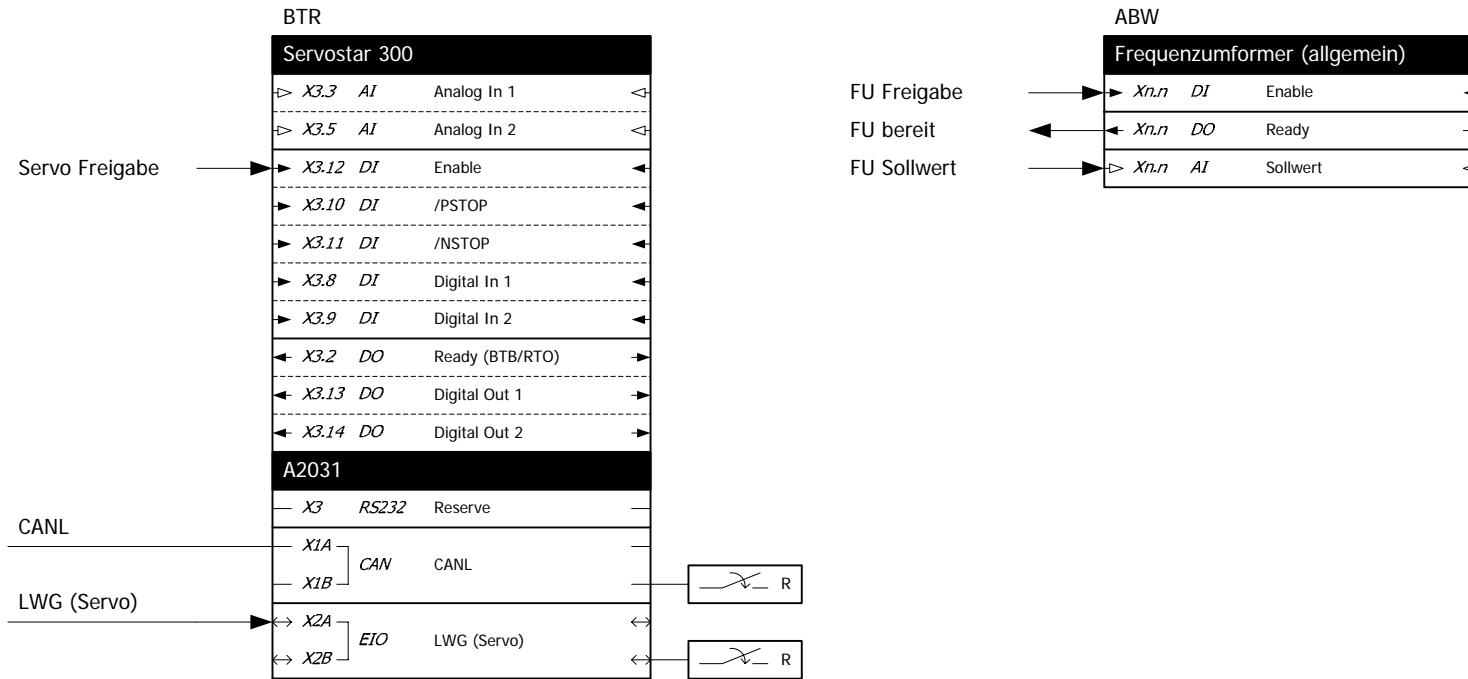 BTR
Servostar 300
X3.3 AI Analog In 1
X3.5 AI Analog In 2
Servo Freigabe X3.12 DI Enable
X3.10 DI /PSTOP
X3.11 DI /NSTOP
X3.8 DI Digital In 1
X3.9 DI Digital In 2
X3.2 DO Ready (BTB/RTO)
X3.13 DO Digital Out 1
X3.14 DO Digital Out 2
A2031
X3 RS232 Reserve
CANL
X1A
CAN CANL
X1B R
LWG (Servo)
X2A
EIO LWG (Servo)
X2B R
ABW
Frequenzumformer (allgemein)
FU Freigabe Xn.n DI Enable
FU bereit Xn.n DO Ready
FU Sollwert Xn.n AI Sollwert